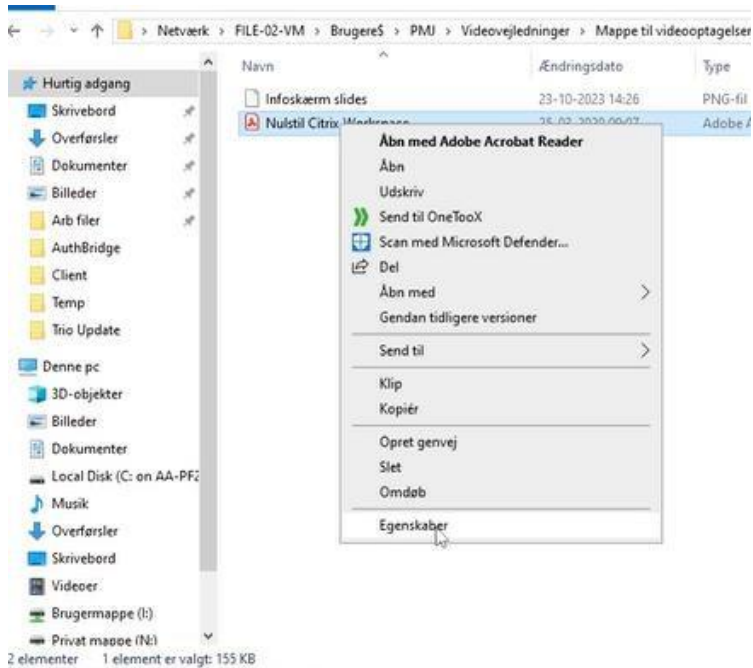 Netværk > FILE-02-VM > Brugere$ > PMJ > Videovejledninger > Mappe til videooptagelser
Navn Ændringsdato Type
Hurtig adgang
Skrivebord
Overførsler
Dokumenter
Billeder
Arb filer
AuthBridge
Client
Temp
Trio Update
Denne pc
3D-objekter
Billeder
Dokumenter
Local Disk (C: on AA-PFZ
Musik
Overførsler
Skrivebord
Videoer
Brugermappe (I:)
Privat mappe (N:)
Infoskærm slides 23-10-2023 14:26 PNG-fil
Nulstil Citrix Workspace Adobe A
Åbn med Adobe Acrobat Reader
Åbn
Udskriv
Send til OneTooX
Scan med Microsoft Defender...
Del
Åbn med
Gendan tidligere versioner
Send til
Klip
Kopiér
Opret genvej
Slet
Omdøb
Egenskaber
2 elementer 1 element er valgt: 155 KB